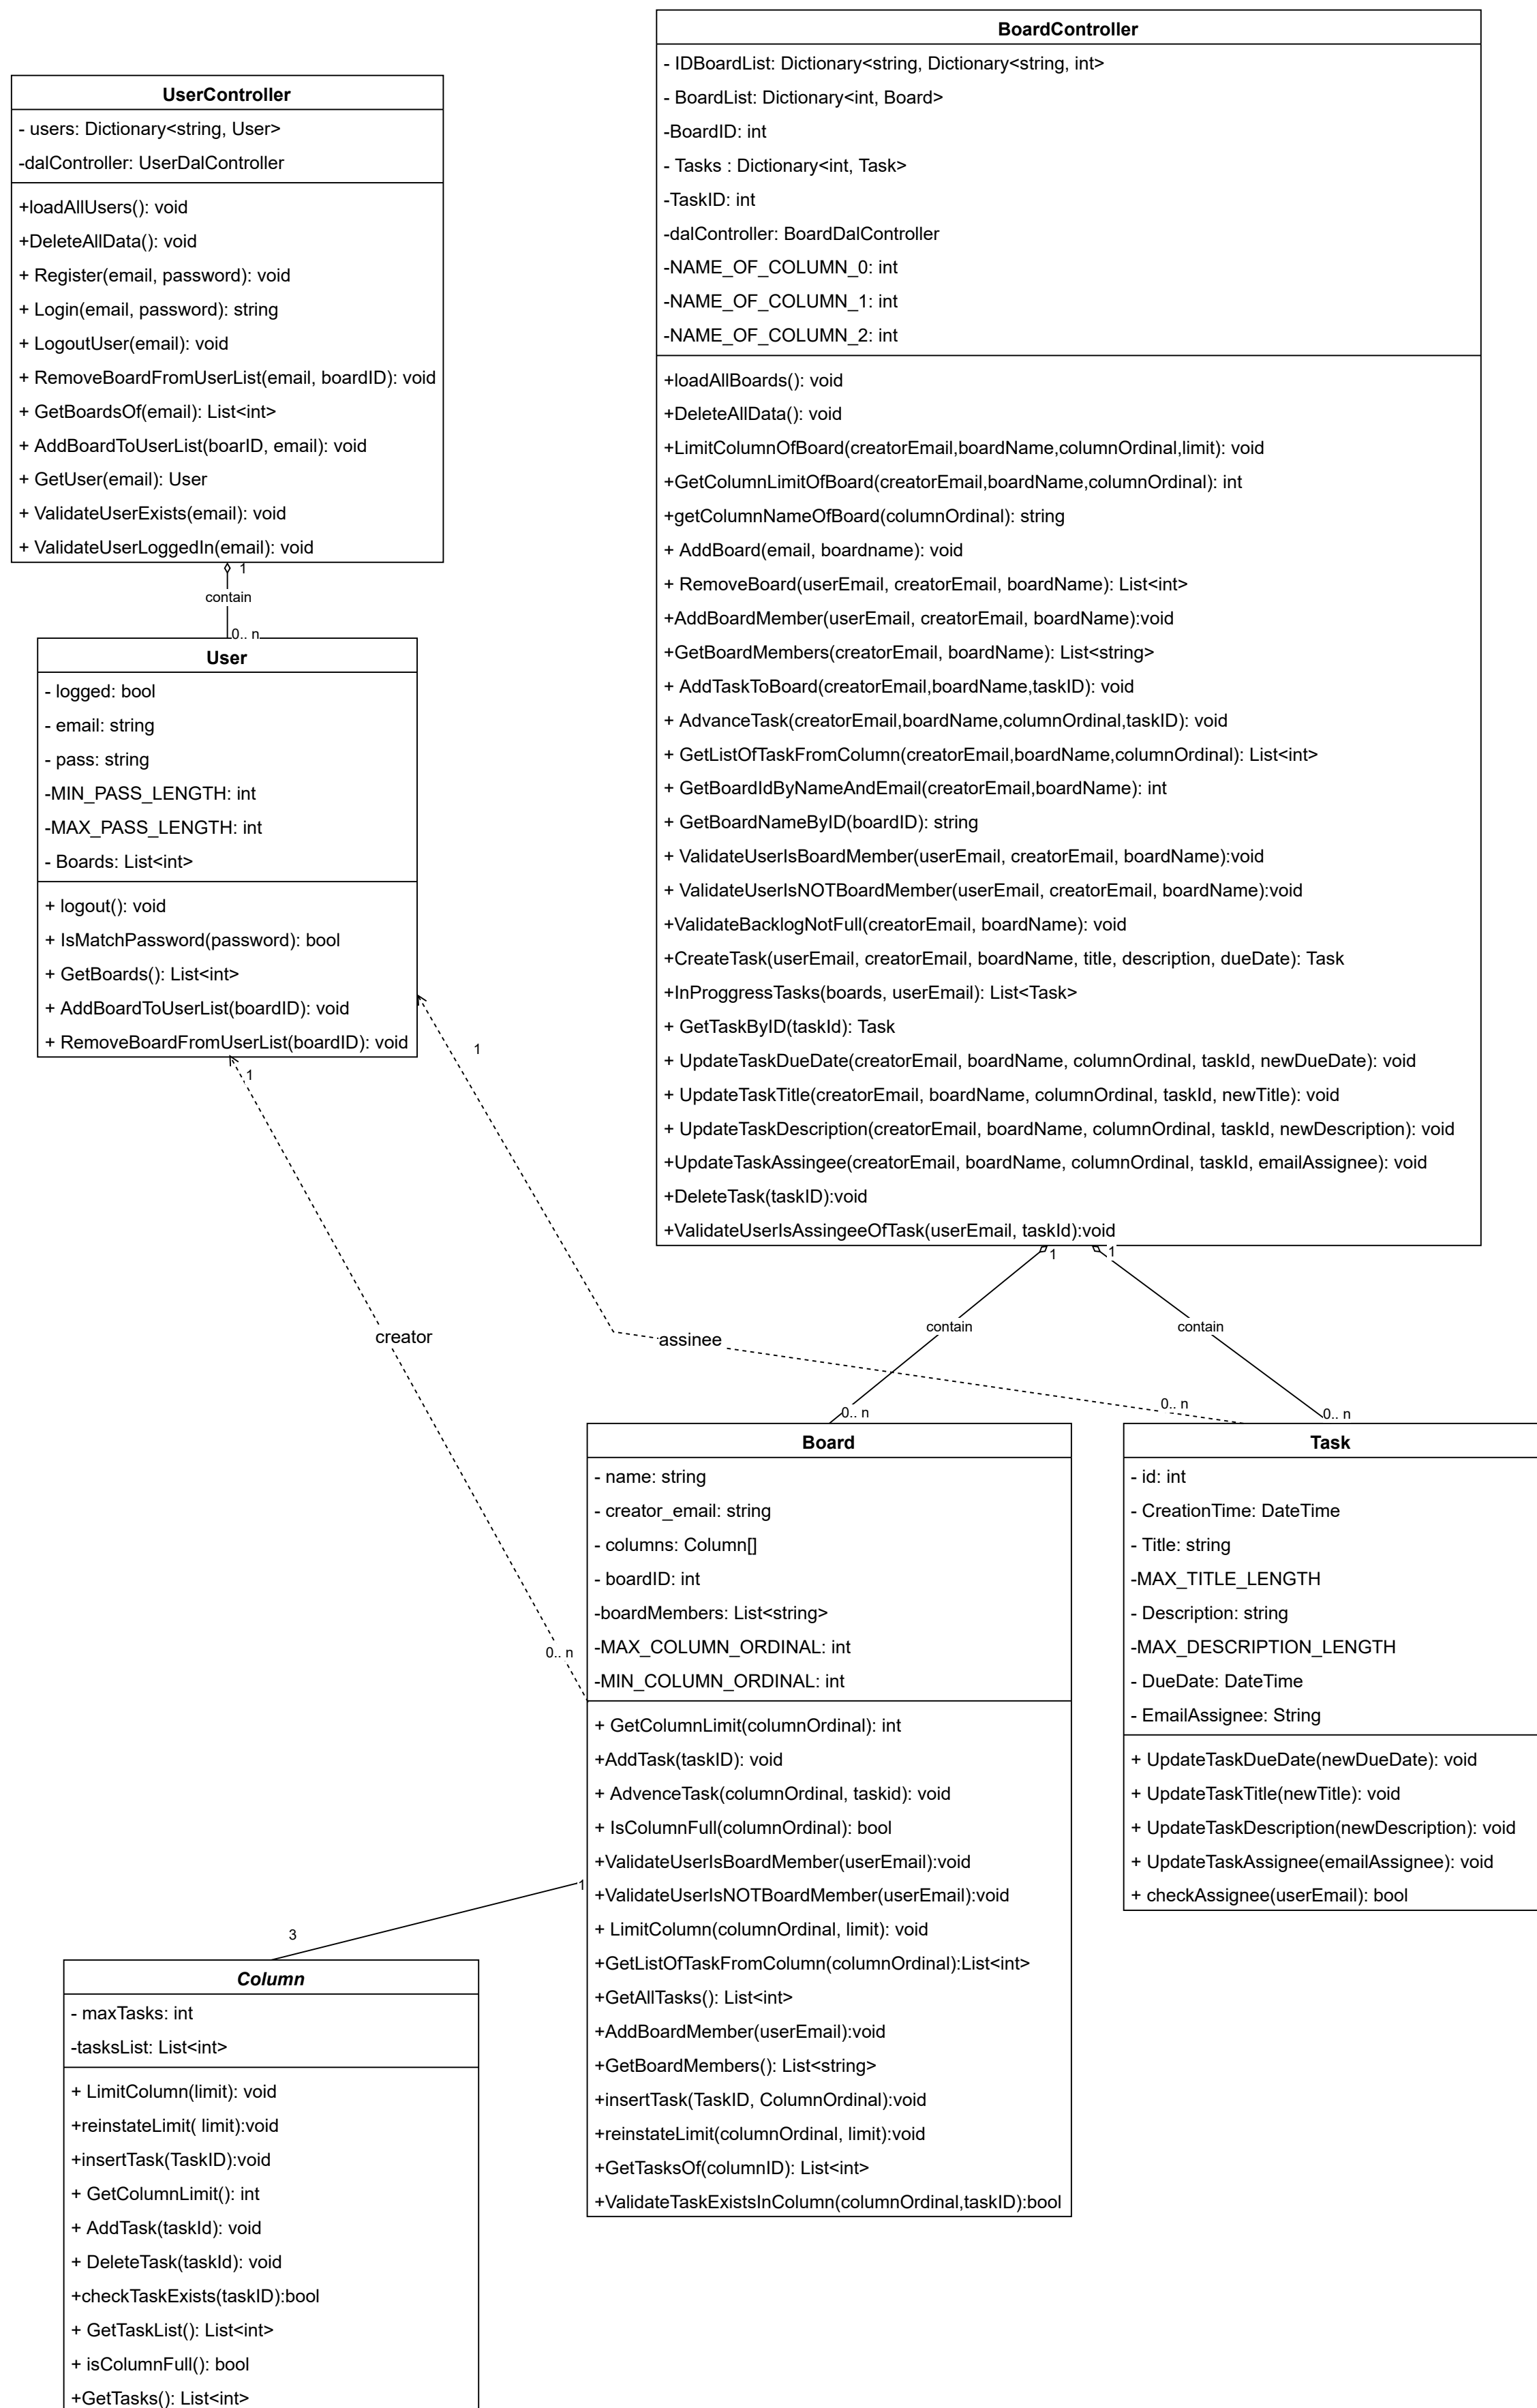 UserController
- users: Dictionary<string, User>
-dalController: UserDalController
+loadAllUsers(): void
+DeleteAllData(): void
+ Register(email, password): void
+ Login(email, password): string
+ LogoutUser(email): void
+ RemoveBoardFromUserList(email, boardID): void
+ GetBoardsOf(email): List<int>
+ AddBoardToUserList(boarID, email): void
+ GetUser(email): User
+ ValidateUserExists(email): void
+ ValidateUserLoggedIn(email): void
1
contain
0.. n
User
- logged: bool
- email: string
- pass: string
-MIN_PASS_LENGTH: int
-MAX_PASS_LENGTH: int
- Boards: List<int>
+ logout(): void
+ IsMatchPassword(password): bool
+ GetBoards(): List<int>
+ AddBoardToUserList(boardID): void
+ RemoveBoardFromUserList(boardID): void
1
1
BoardController
- IDBoardList: Dictionary<string, Dictionary<string, int>
- BoardList: Dictionary<int, Board>
-BoardID: int
- Tasks : Dictionary<int, Task>
-TaskID: int
-dalController: BoardDalController
-NAME_OF_COLUMN_0: int
-NAME_OF_COLUMN_1: int
-NAME_OF_COLUMN_2: int
+loadAllBoards(): void
+DeleteAllData(): void
+LimitColumnOfBoard(creatorEmail,boardName,columnOrdinal,limit): void
+GetColumnLimitOfBoard(creatorEmail,boardName,columnOrdinal): int
+getColumnNameOfBoard(columnOrdinal): string
+ AddBoard(email, boardname): void
+ RemoveBoard(userEmail, creatorEmail, boardName): List<int>
+AddBoardMember(userEmail, creatorEmail, boardName):void
+GetBoardMembers(creatorEmail, boardName): List<string>
+ AddTaskToBoard(creatorEmail,boardName,taskID): void
+ AdvanceTask(creatorEmail,boardName,columnOrdinal,taskID): void
+ GetListOfTaskFromColumn(creatorEmail,boardName,columnOrdinal): List<int>
+ GetBoardIdByNameAndEmail(creatorEmail,boardName): int
+ GetBoardNameByID(boardID): string
+ ValidateUserIsBoardMember(userEmail, creatorEmail, boardName):void
+ ValidateUserIsNOTBoardMember(userEmail, creatorEmail, boardName):void
+ValidateBacklogNotFull(creatorEmail, boardName): void
+CreateTask(userEmail, creatorEmail, boardName, title, description, dueDate): Task
+InProggressTasks(boards, userEmail): List<Task>
+ GetTaskByID(taskId): Task
+ UpdateTaskDueDate(creatorEmail, boardName, columnOrdinal, taskId, newDueDate): void
+ UpdateTaskTitle(creatorEmail, boardName, columnOrdinal, taskId, newTitle): void
+ UpdateTaskDescription(creatorEmail, boardName, columnOrdinal, taskId, newDescription): void
+UpdateTaskAssingee(creatorEmail, boardName, columnOrdinal, taskId, emailAssignee): void
+DeleteTask(taskID):void
+ValidateUserIsAssingeeOfTask(userEmail, taskId):void
1
1
contain
contain
creator
assinee
0.. n
0.. n
0.. n
0.. n
Board
- name: string
- creator_email: string
- columns: Column[]
- boardID: int
-boardMembers: List<string>
-MAX_COLUMN_ORDINAL: int
-MIN_COLUMN_ORDINAL: int
+ GetColumnLimit(columnOrdinal): int
+AddTask(taskID): void
+ AdvenceTask(columnOrdinal, taskid): void
+ IsColumnFull(columnOrdinal): bool
+ValidateUserIsBoardMember(userEmail):void
+ValidateUserIsNOTBoardMember(userEmail):void
+ LimitColumn(columnOrdinal, limit): void
+GetListOfTaskFromColumn(columnOrdinal):List<int>
+GetAllTasks(): List<int>
+AddBoardMember(userEmail):void
+GetBoardMembers(): List<string>
+insertTask(TaskID, ColumnOrdinal):void
+reinstateLimit(columnOrdinal, limit):void
+GetTasksOf(columnID): List<int>
+ValidateTaskExistsInColumn(columnOrdinal,taskID):bool
Task
- id: int
- CreationTime: DateTime
- Title: string
-MAX_TITLE_LENGTH
- Description: string
-MAX_DESCRIPTION_LENGTH
- DueDate: DateTime
- EmailAssignee: String
+ UpdateTaskDueDate(newDueDate): void
+ UpdateTaskTitle(newTitle): void
+ UpdateTaskDescription(newDescription): void
+ UpdateTaskAssignee(emailAssignee): void
+ checkAssignee(userEmail): bool
1
3
Column
- maxTasks: int
-tasksList: List<int>
+ LimitColumn(limit): void
+reinstateLimit( limit):void
+insertTask(TaskID):void
+ GetColumnLimit(): int
+ AddTask(taskId): void
+ DeleteTask(taskId): void
+checkTaskExists(taskID):bool
+ GetTaskList(): List<int>
+ isColumnFull(): bool
+GetTasks(): List<int>